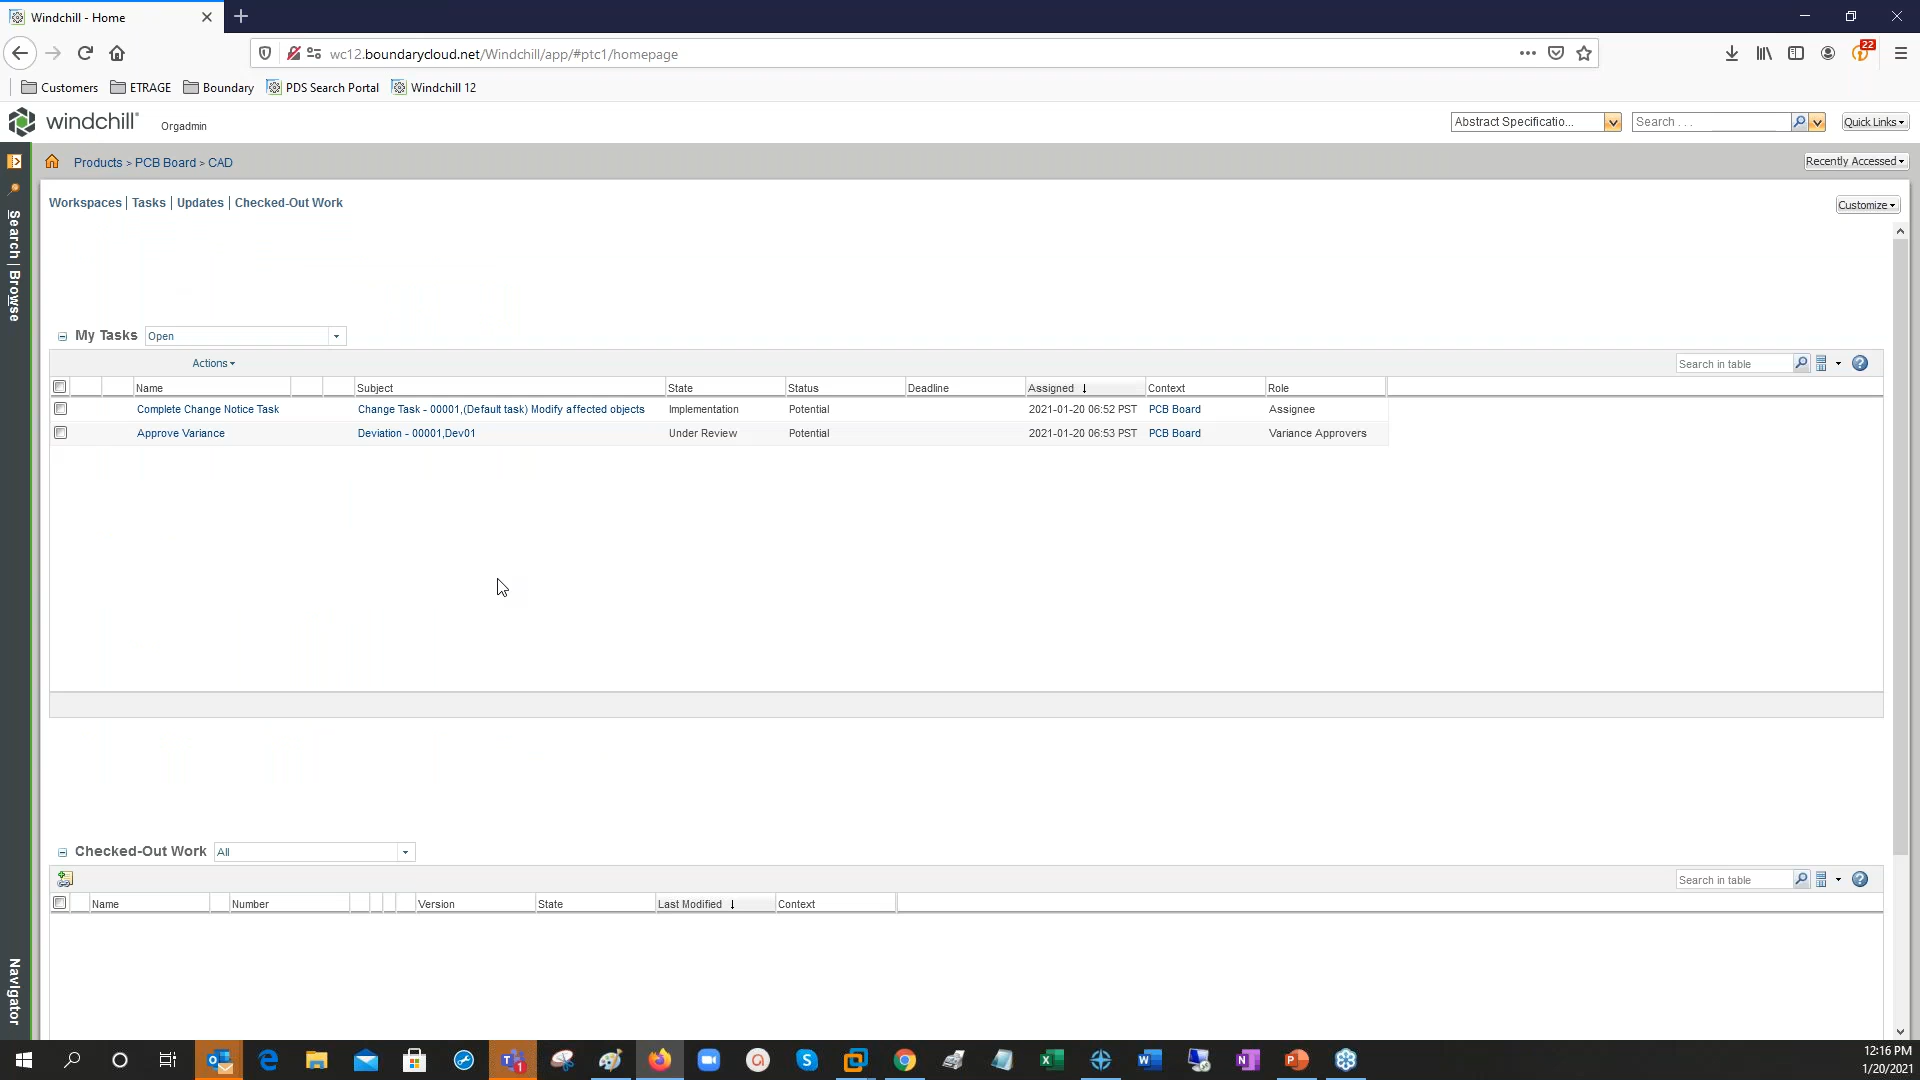 Windchill - Home
22
wc12.boundarycloud.net/Windchill/app/#ptc1/homepage
Customers ETRAGE Boundary PDS Search Portal Windchill 12
windchill® Orgadmin Abstract Specificatio... Search . . . Quick Links
Products > PCB Board > CAD Recently Accessed
Workspaces | Tasks | Updates | Checked-Out Work Customize
Search | Browse
My Tasks Open
Actions Search in table
Name Subject State Status Deadline Assigned ↓ Context Role
Complete Change Notice Task Change Task - 00001,(Default task) Modify affected objects Implementation Potential 2021-01-20 06:52 PST PCB Board Assignee
Approve Variance Deviation - 00001,Dev01 Under Review Potential 2021-01-20 06:53 PST PCB Board Variance Approvers
Checked-Out Work All
Search in table
Name Number Version State Last Modified ↓ Context
Navigator
12:16 PM
1/20/2021